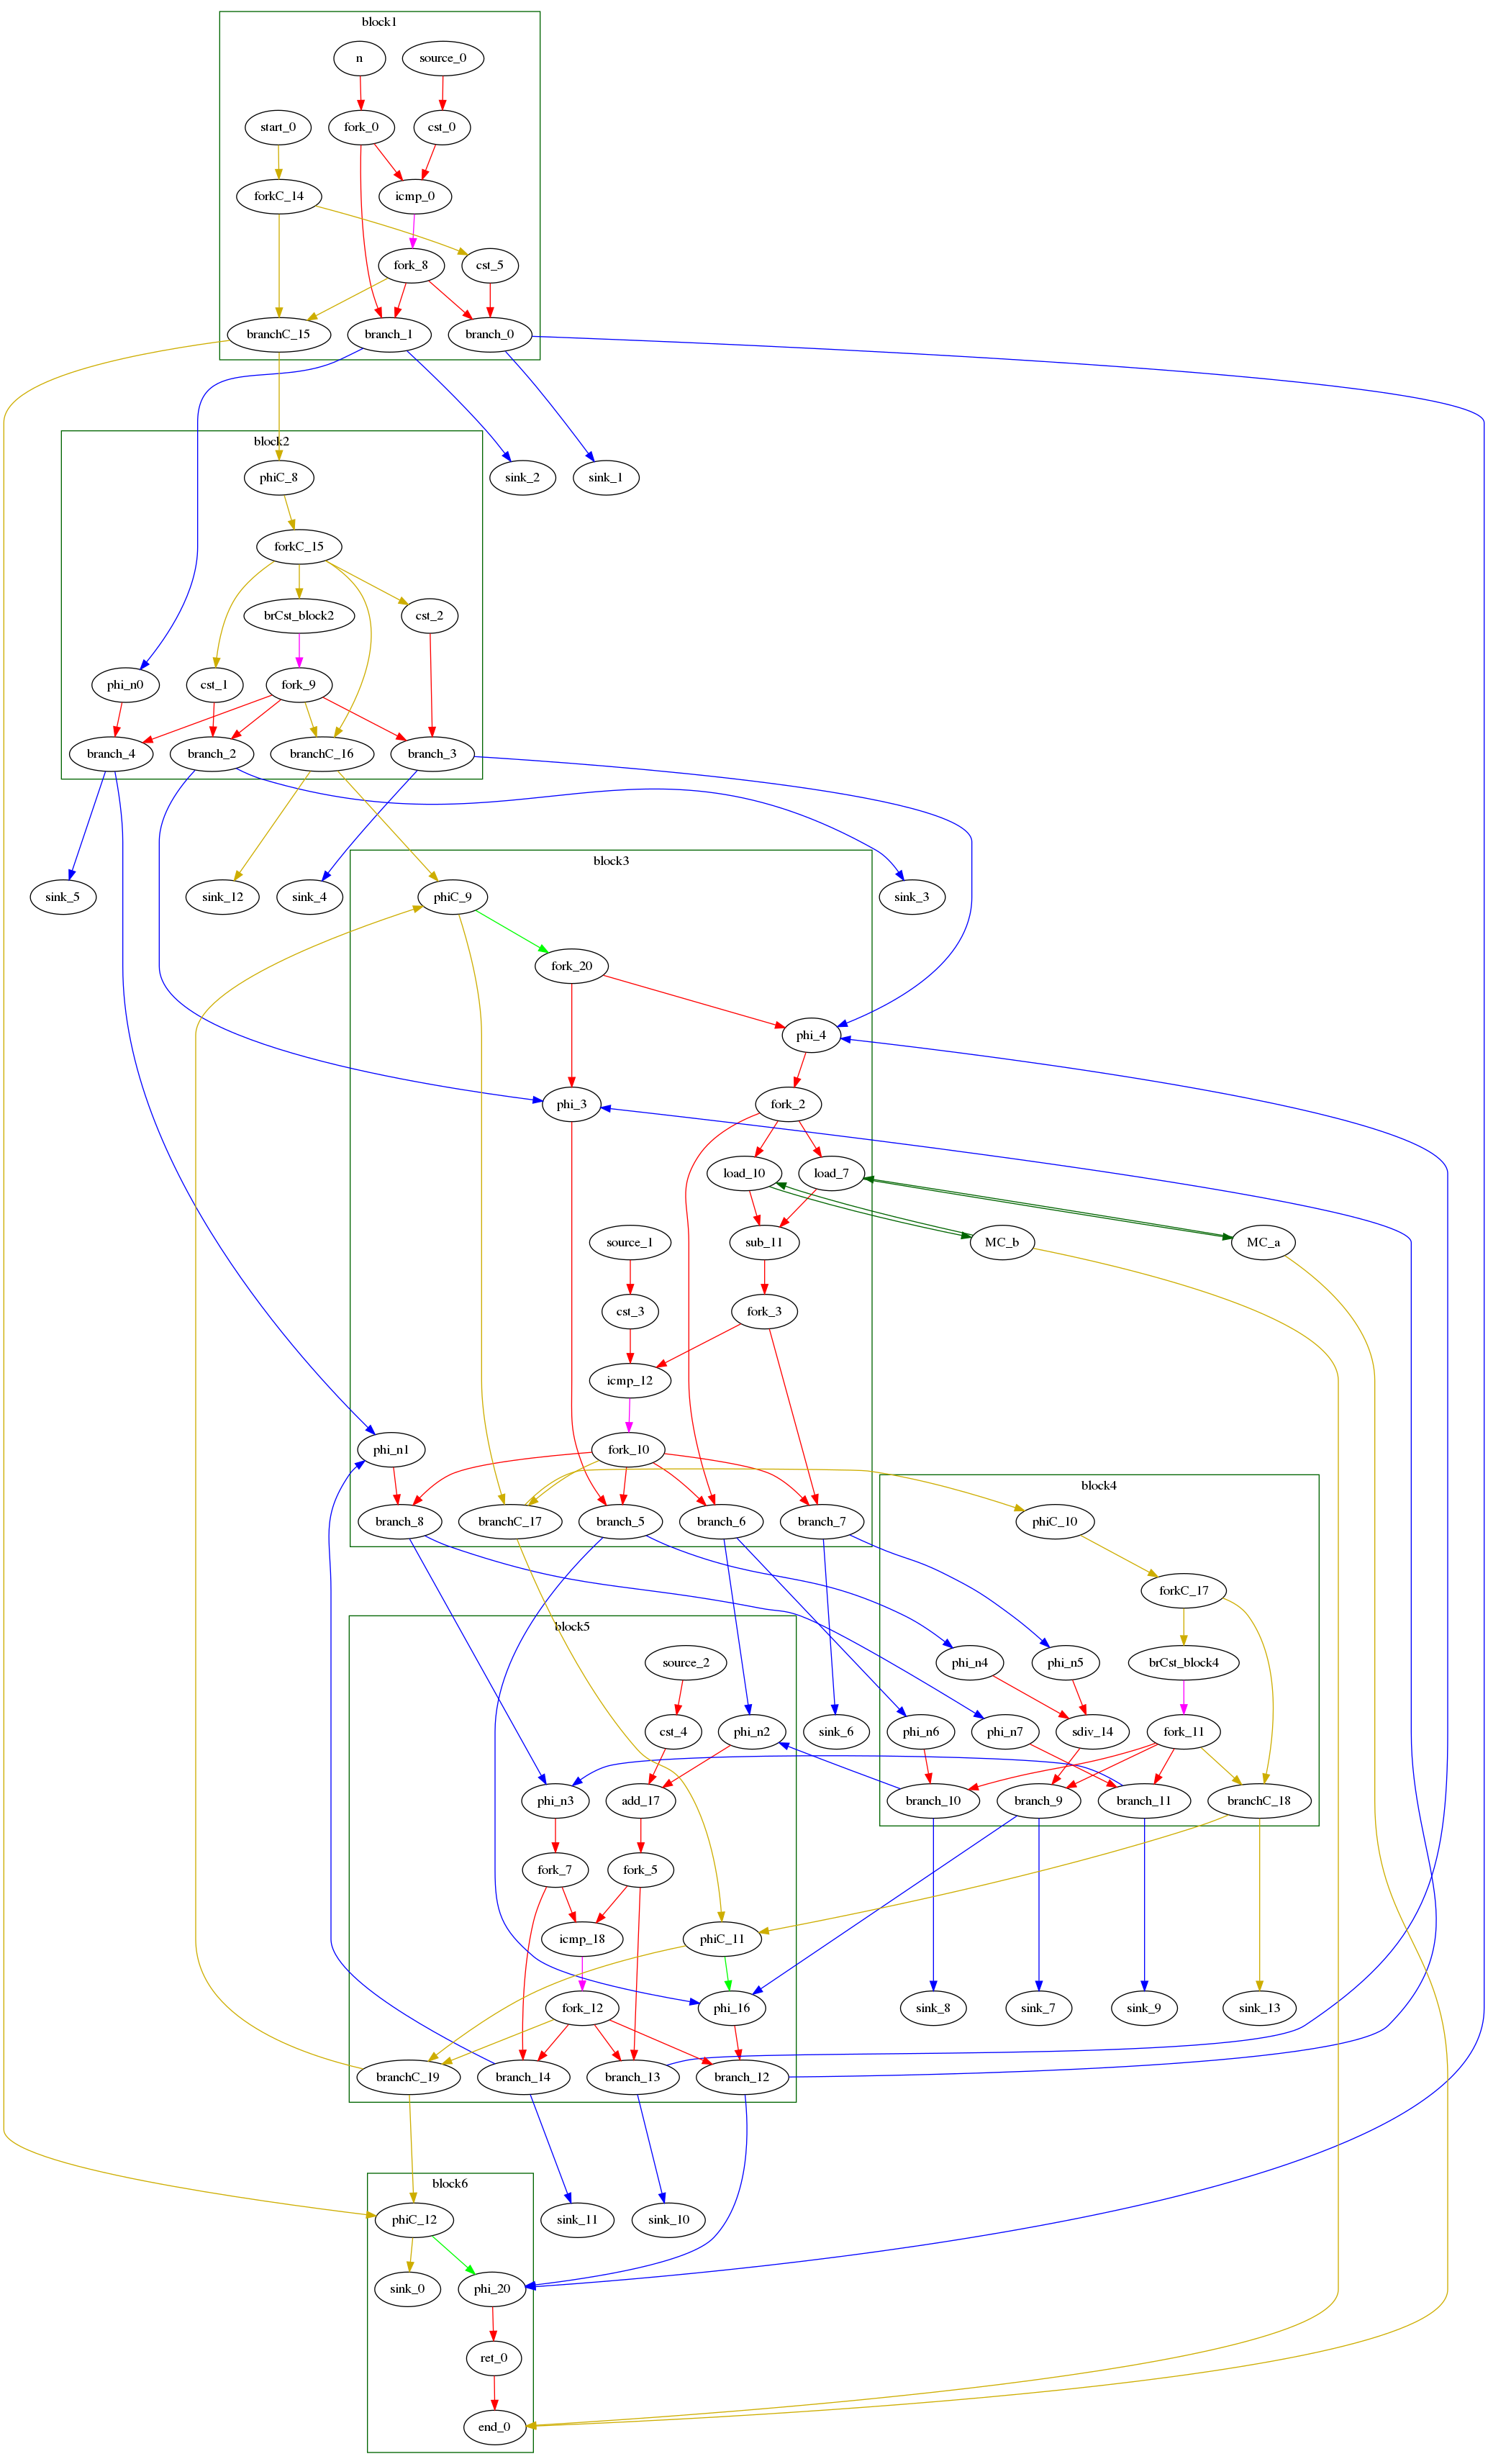 block1
n
source_0
start_0
fork_0
cst_0
forkC_14
icmp_0
fork_8
cst_5
branchC_15
branch_1
branch_0
block2
phiC_8
sink_2
sink_1
forkC_15
brCst_block2
cst_2
phi_n0
cst_1
fork_9
branch_4
branch_2
branchC_16
branch_3
block3
sink_5
sink_12
sink_4
phiC_9
sink_3
fork_20
phi_4
phi_3
fork_2
load_10
load_7
source_1
sub_11
MC_b
MC_a
cst_3
fork_3
icmp_12
phi_n1
fork_10
block4
branch_8
branchC_17
branch_5
branch_6
branch_7
phiC_10
forkC_17
block5
source_2
phi_n4
phi_n5
brCst_block4
cst_4
phi_n2
sink_6
phi_n6
phi_n7
sdiv_14
fork_11
phi_n3
add_17
branch_10
branch_9
branch_11
branchC_18
fork_7
fork_5
icmp_18
phiC_11
fork_12
phi_16
sink_8
sink_7
sink_9
sink_13
branchC_19
branch_14
branch_13
branch_12
block6
phiC_12
sink_11
sink_10
sink_0
phi_20
ret_0
end_0